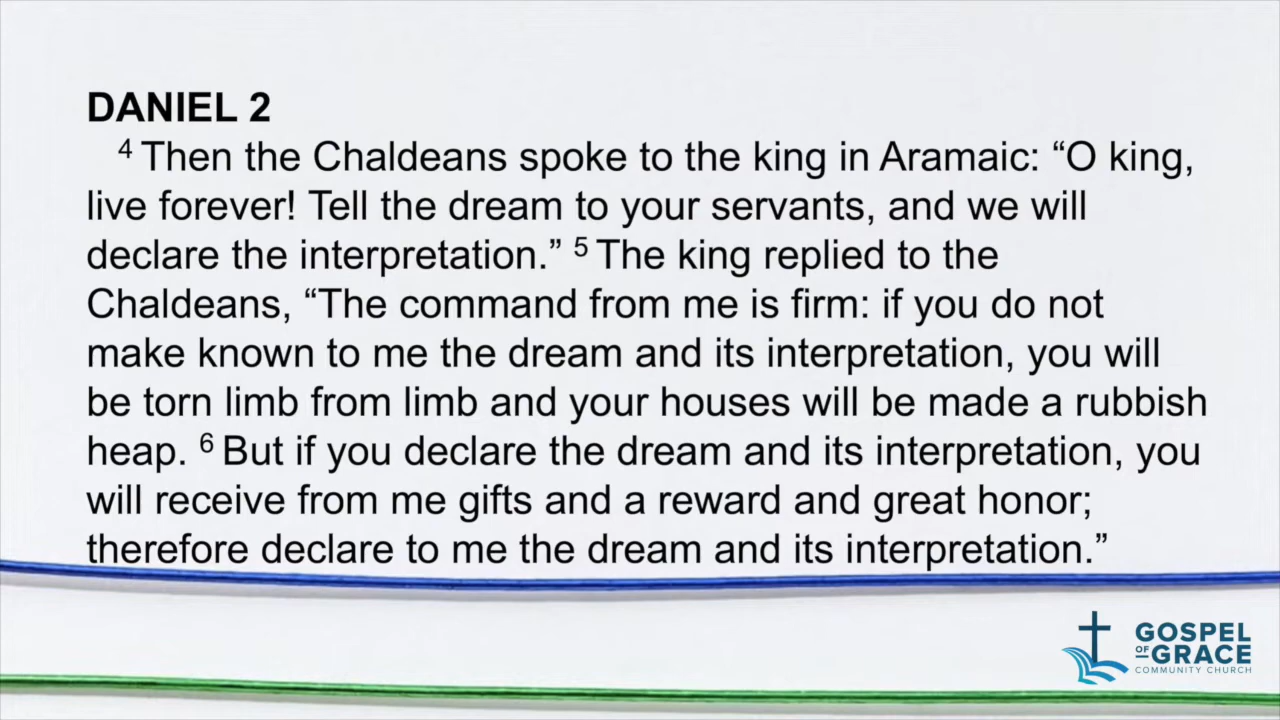 DANIEL 2
4 Then the Chaldeans spoke to the king in Aramaic: “O king,
live forever! Tell the dream to your servants, and we will
declare the interpretation.” 5 The king replied to the
Chaldeans, “The command from me is firm: if you do not
make known to me the dream and its interpretation, you will
be torn limb from limb and your houses will be made a rubbish
heap. 6 But if you declare the dream and its interpretation, you
will receive from me gifts and a reward and great honor;
therefore declare to me the dream and its interpretation.”
GOSPEL
OF GRACE
COMMUNITY CHURCH